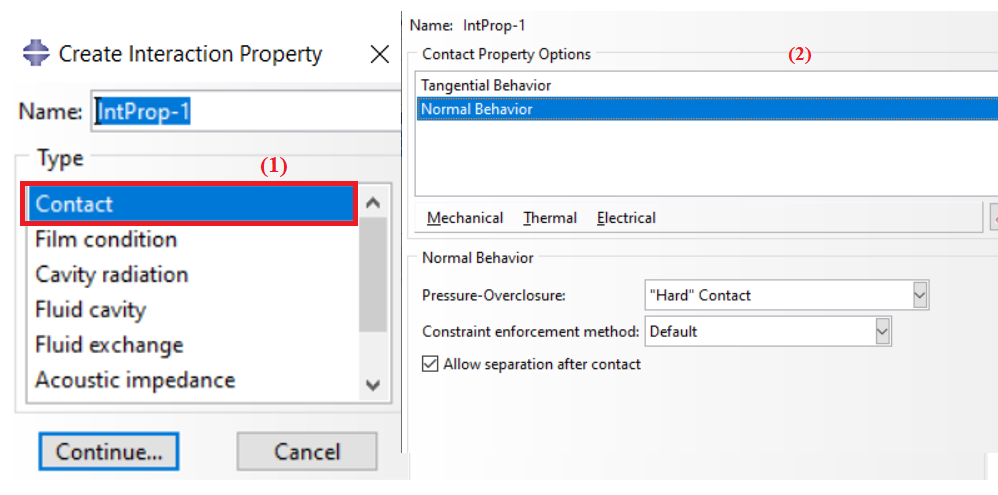 Create Interaction Property
Name: IntProp-1
Type
(1)
Contact
Film condition
Cavity radiation
Fluid cavity
Fluid exchange
Acoustic impedance
Continue...
Cancel
Name: IntProp-1
Contact Property Options
(2)
Tangential Behavior
Normal Behavior
Mechanical Thermal Electrical
Normal Behavior
Pressure-Overclosure: "Hard" Contact
Constraint enforcement method: Default
Allow separation after contact